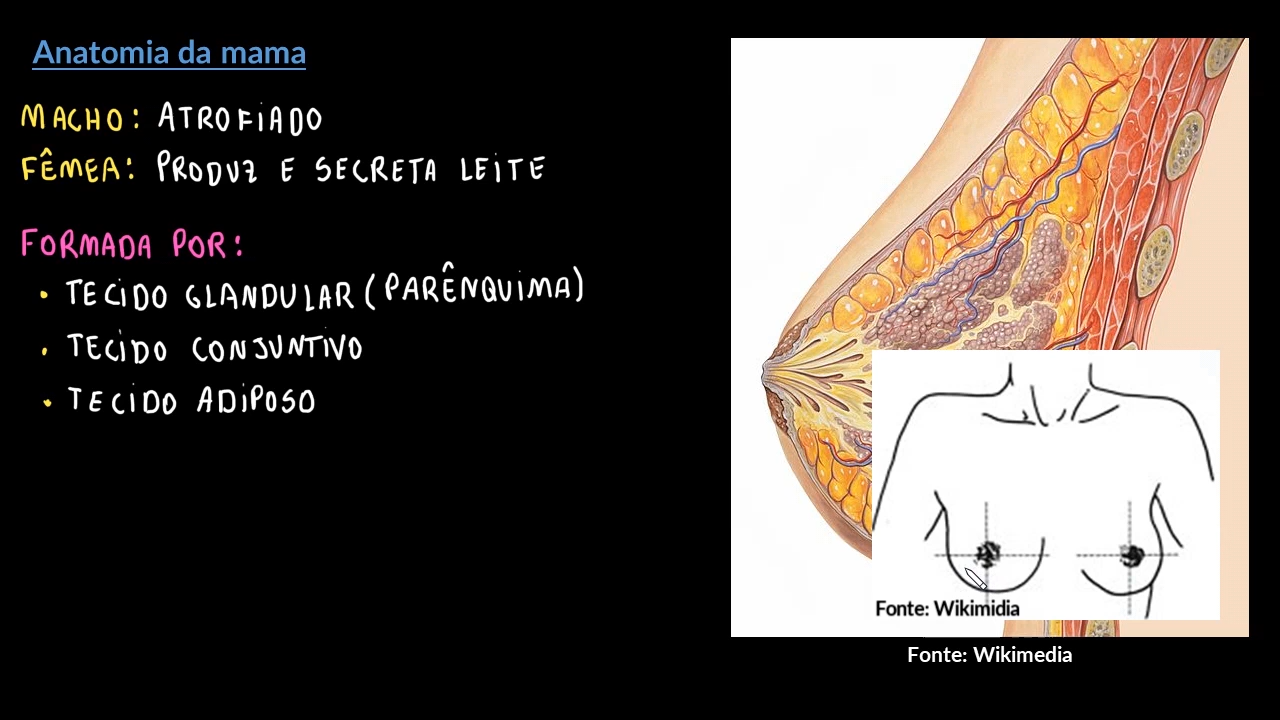 Anatomia da mama
MACHO: ATROFIADO
FÊMEA: PRODUZ E SECRETA LEITE
FORMADA POR:
• TECIDO GLANDULAR (PARÊNQUIMA)
• TECIDO CONJUNTIVO
• TECIDO ADIPOSO
Fonte: Wikimidia
Fonte: Wikimedia